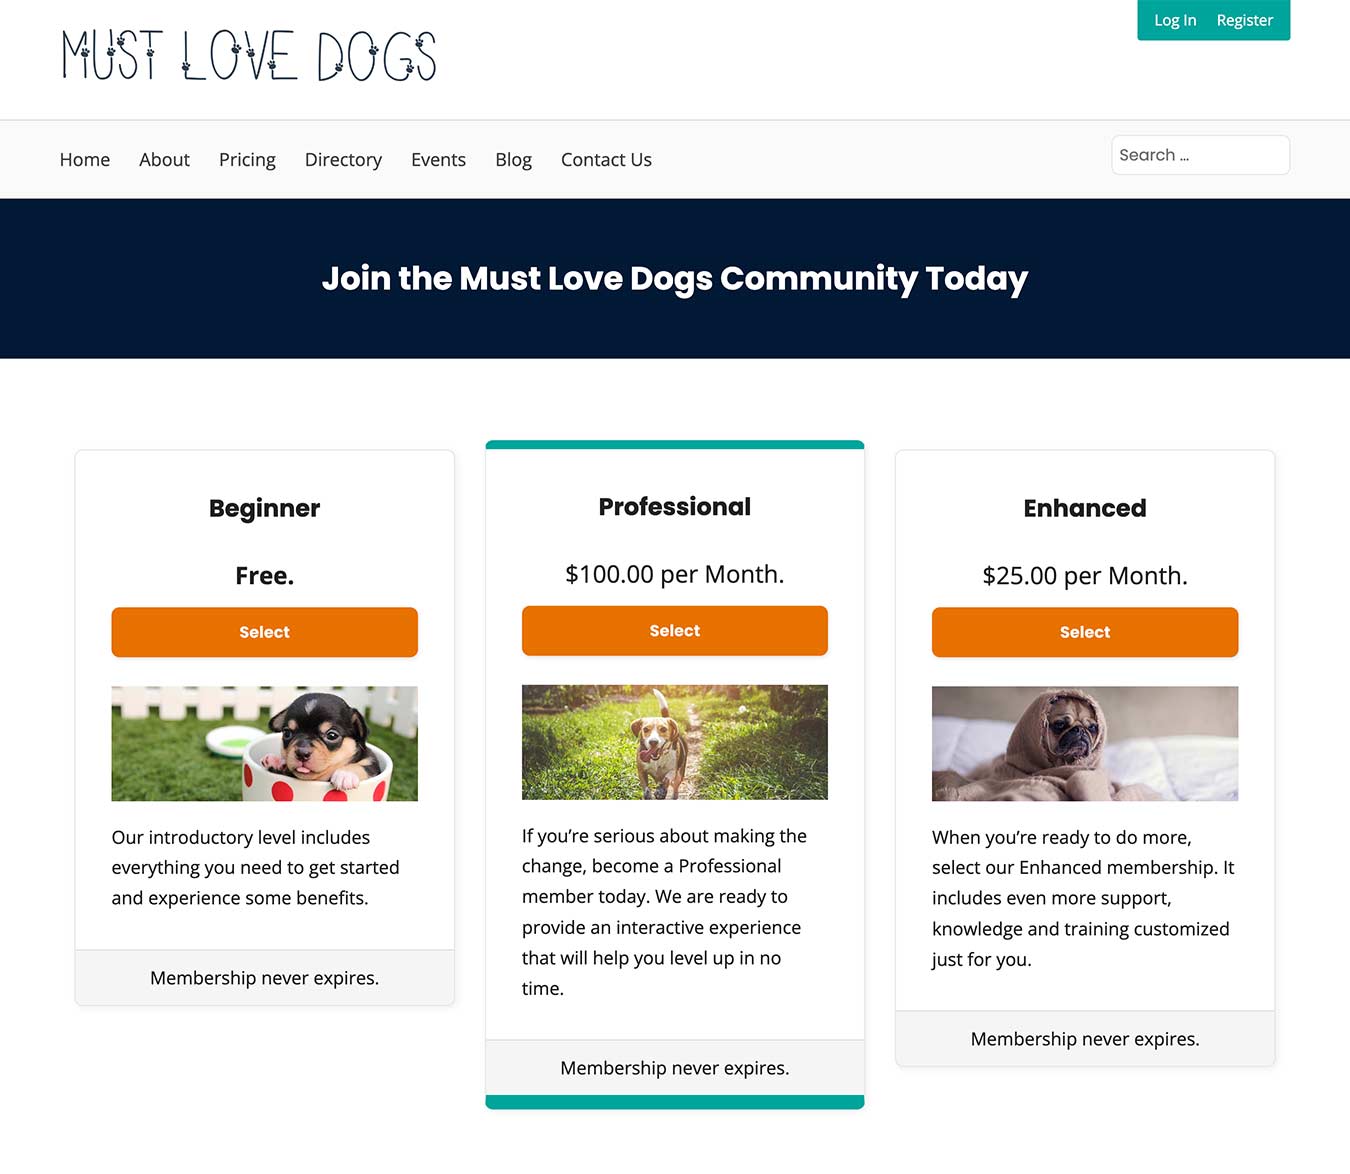 MUST LOVE DOGS
Log In Register
Home About Pricing Directory Events Blog Contact Us
Search ...
Join the Must Love Dogs Community Today
Beginner
Free.
Select
Our introductory level includes
everything you need to get started
and experience some benefits.
Membership never expires.
Professional
$100.00 per Month.
Select
If you’re serious about making the
change, become a Professional
member today. We are ready to
provide an interactive experience
that will help you level up in no
time.
Membership never expires.
Enhanced
$25.00 per Month.
Select
When you’re ready to do more,
select our Enhanced membership. It
includes even more support,
knowledge and training customized
just for you.
Membership never expires.